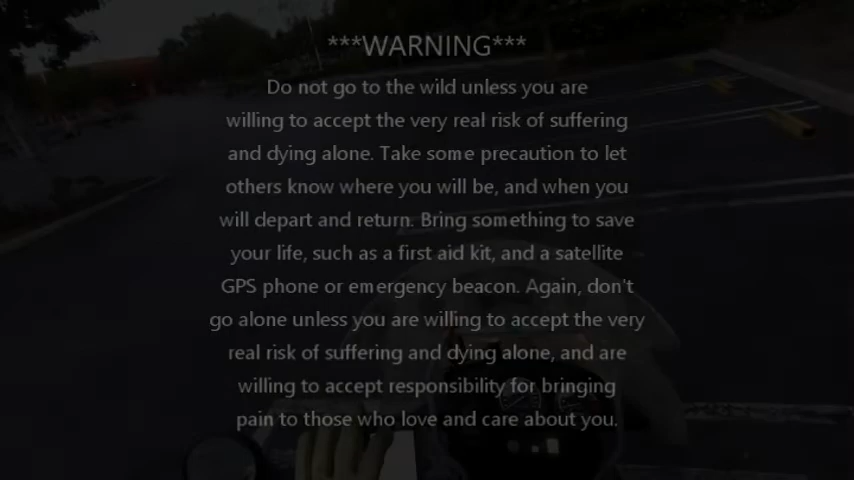 ***WARNING***
Do not go to the wild unless you are
willing to accept the very real risk of suffering
and dying alone. Take some precaution to let
others know where you will be, and when you
will depart and return. Bring something to save
your life, such as a first aid kit, and a satellite
GPS phone or emergency beacon. Again, don't
go alone unless you are willing to accept the very
real risk of suffering and dying alone, and are
willing to accept responsibility for bringing
pain to those who love and care about you.